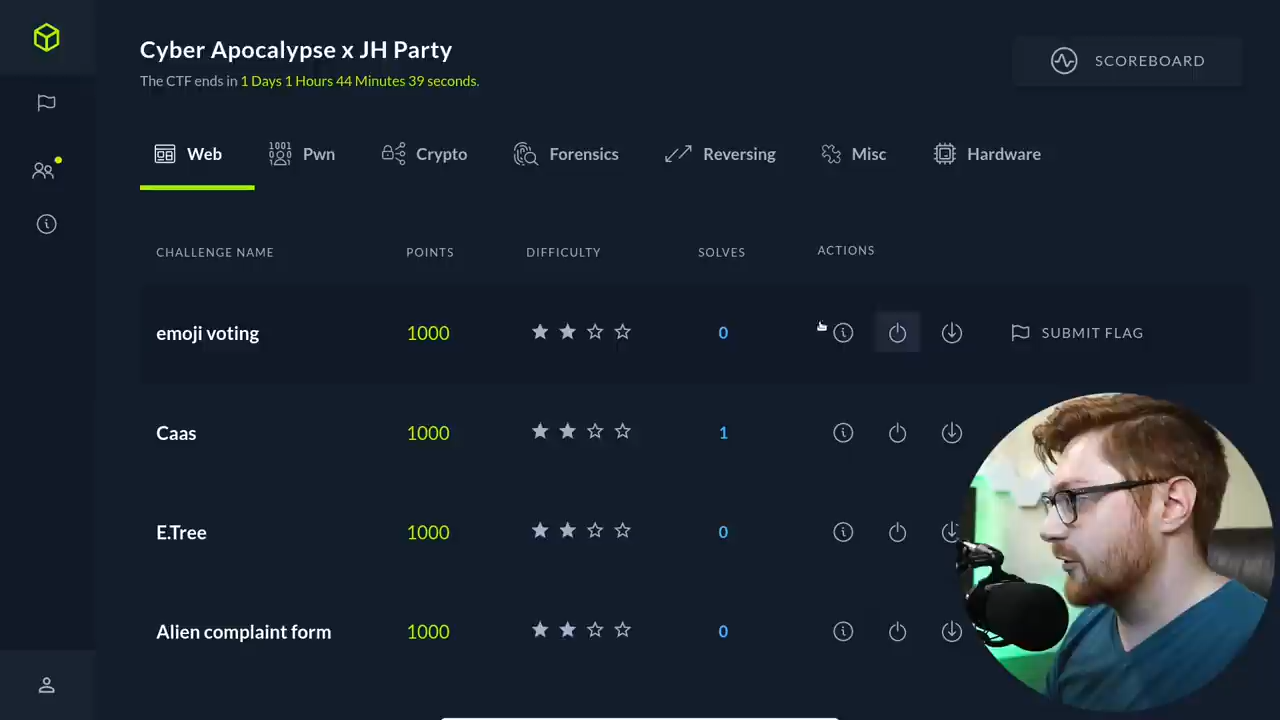 Cyber Apocalypse x JH Party
The CTF ends in 1 Days 1 Hours 44 Minutes 39 seconds.
SCOREBOARD
Web Pwn Crypto Forensics Reversing Misc Hardware
CHALLENGE NAME POINTS DIFFICULTY SOLVES ACTIONS
emoji voting 1000 0 SUBMIT FLAG
Caas 1000 1
E.Tree 1000 0
Alien complaint form 1000 0